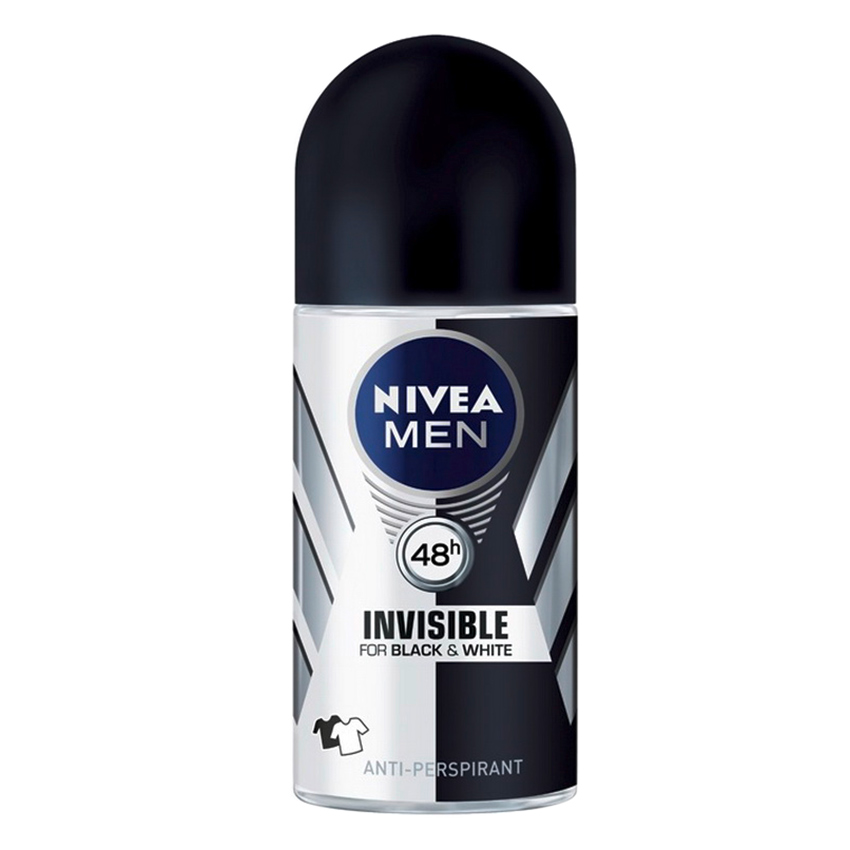 NIVEA
MEN
48h
INVISIBLE
FOR BLACK & WHITE
ANTI-PERSPIRANT